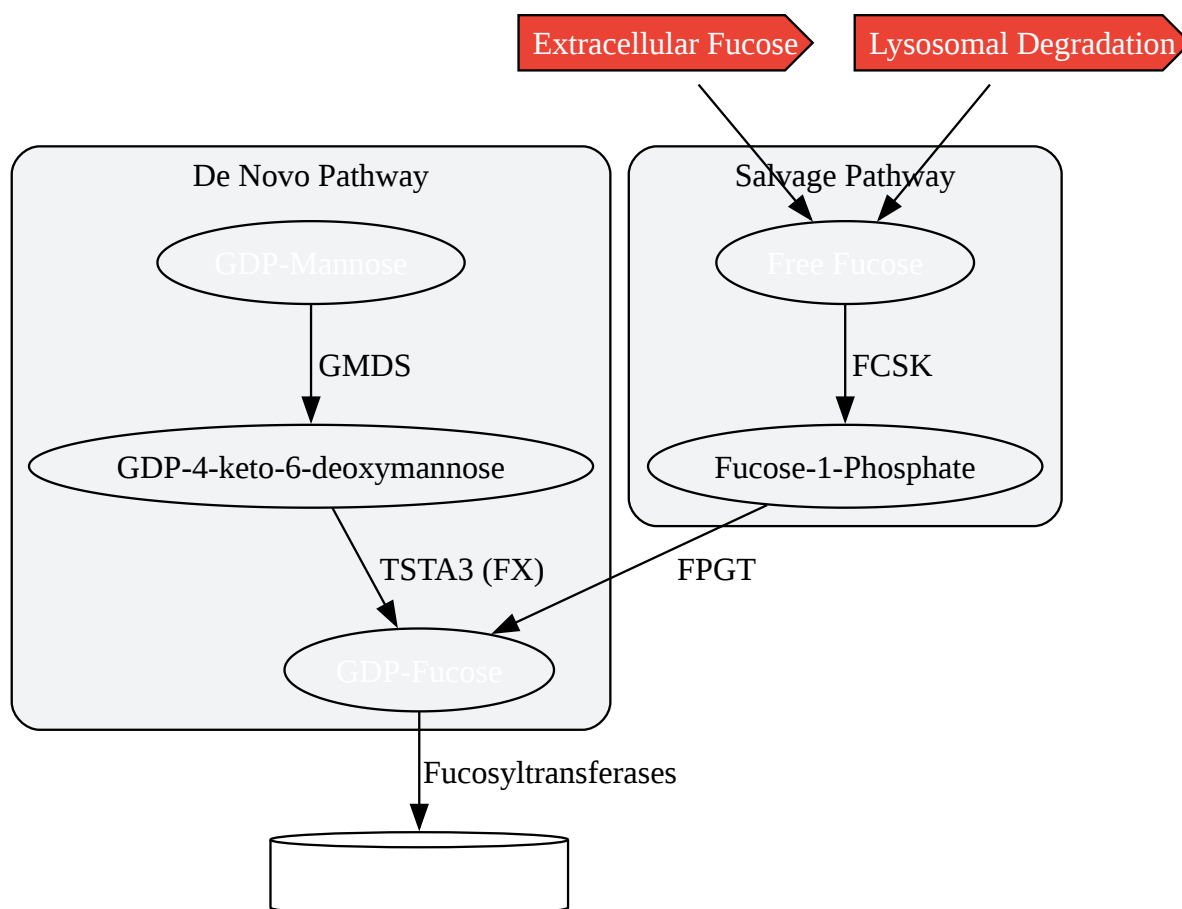 Extracellular Fucose
Lysosomal Degradation
De Novo Pathway
Salvage Pathway
GDP-Mannose
Free Fucose
GMDS
FCSK
GDP-4-keto-6-deoxymannose
Fucose-1-Phosphate
TSTA3 (FX)
FPGT
GDP-Fucose
Fucosyltransferases